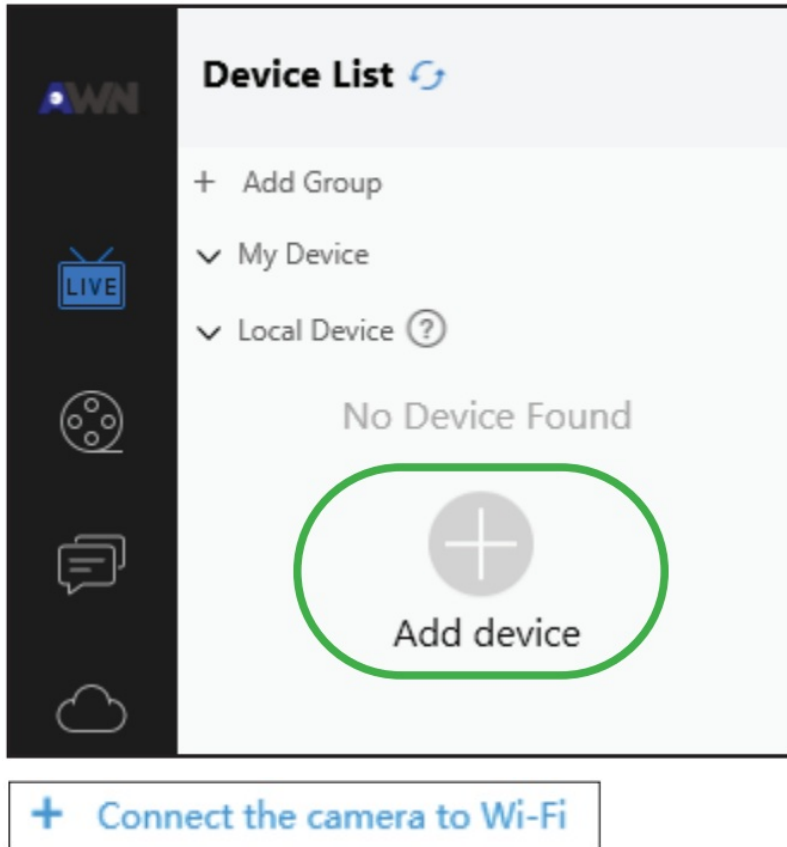 AWN
Device List
+ Add Group
My Device
LIVE
Local Device ?
No Device Found
Add device
+ Connect the camera to Wi-Fi